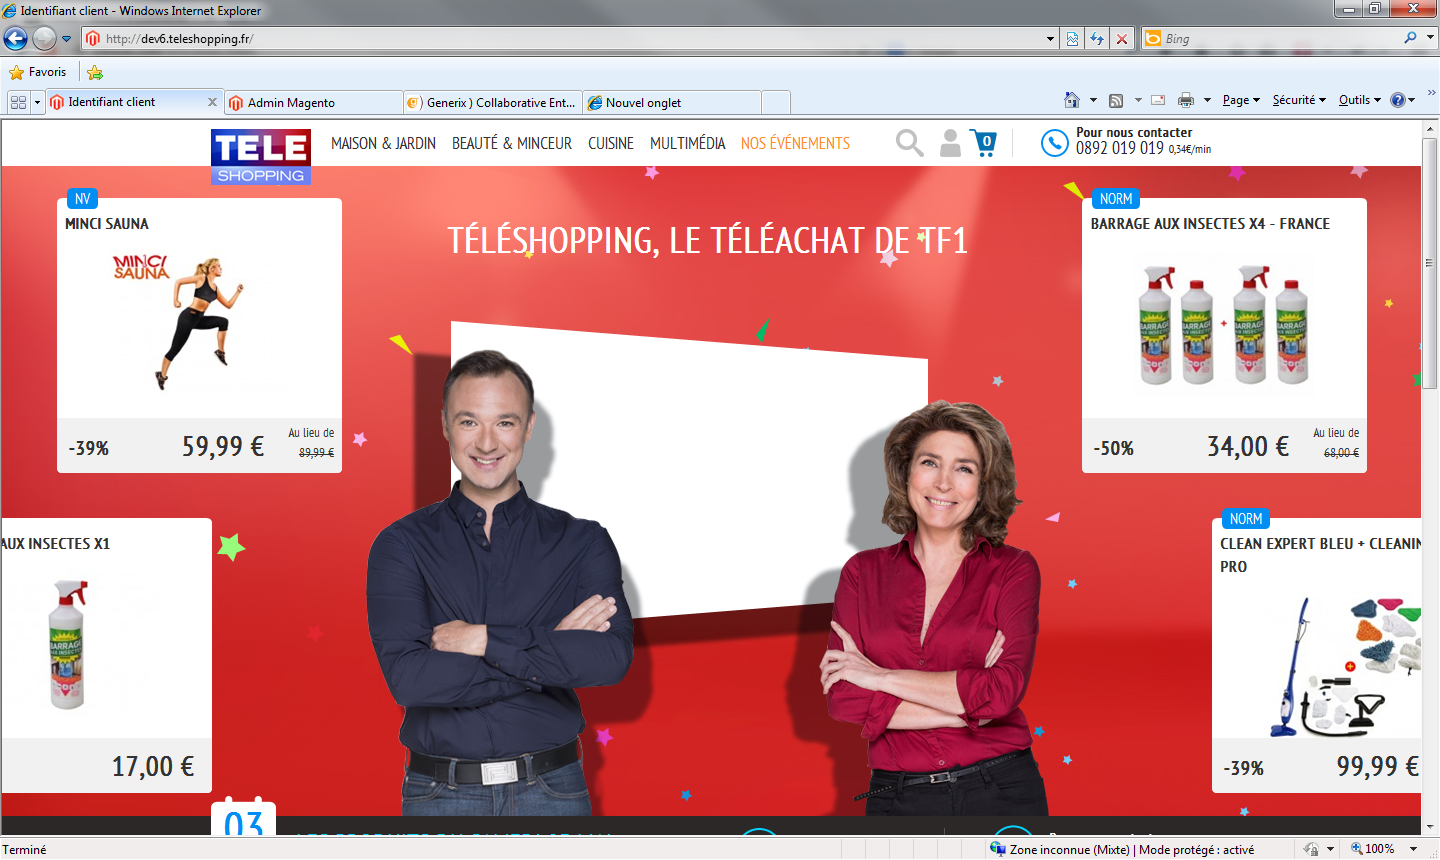 Identifiant client - Windows Internet Explorer
http://dev6.teleshopping.fr/
Bing
Favoris
Identifiant client
Admin Magento
Generix ) Collaborative Ent...
Nouvel onglet
Page
Sécurité
Outils
TELE
SHOPPING
MAISON & JARDIN
BEAUTÉ & MINCEUR
CUISINE
MULTIMÉDIA
NOS ÉVÉNEMENTS
0
Pour nous contacter
0892 019 019 0,34€/min
NV
MINCI SAUNA
MINCI
SAUNA
-39%
59,99 €
Au lieu de
89,99 €
TÉLÉSHOPPING, LE TÉLÉACHAT DE TF1
NORM
BARRAGE AUX INSECTES X4 - FRANCE
BARRAGE
BARRAGE
-50%
34,00 €
Au lieu de
68,00 €
AUX INSECTES X1
BARRAGE
AUX INSECTES
17,00 €
NORM
CLEAN EXPERT BLEU + CLEANIN
PRO
-39%
99,99 €
03
Terminé
Zone inconnue (Mixte) | Mode protégé : activé
100%